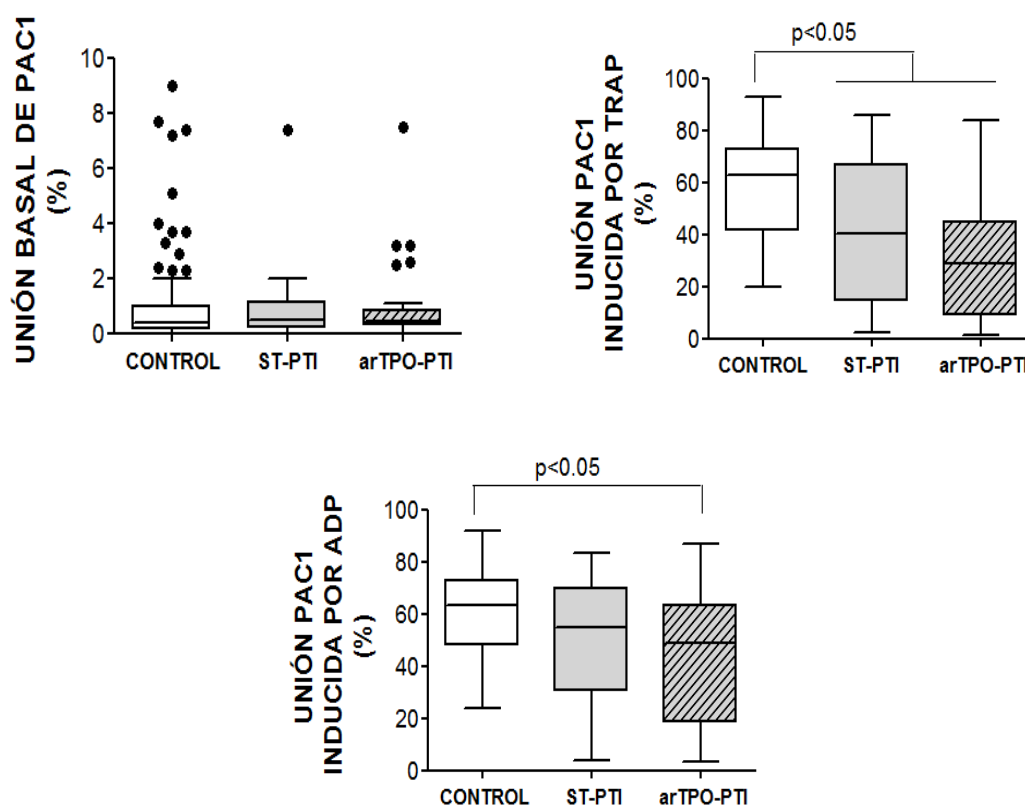 UNIÓN BASAL DE PAC1
(%)
10
8
6
4
2
0
CONTROL ST-PTI arTPO-PTI
p<0.05
UNIÓN PAC1
INDUCIDA POR TRAP
(%)
100
80
60
40
20
0
CONTROL ST-PTI arTPO-PTI
p<0.05
UNIÓN PAC1
INDUCIDA POR ADP
(%)
100
80
60
40
20
0
CONTROL ST-PTI arTPO-PTI